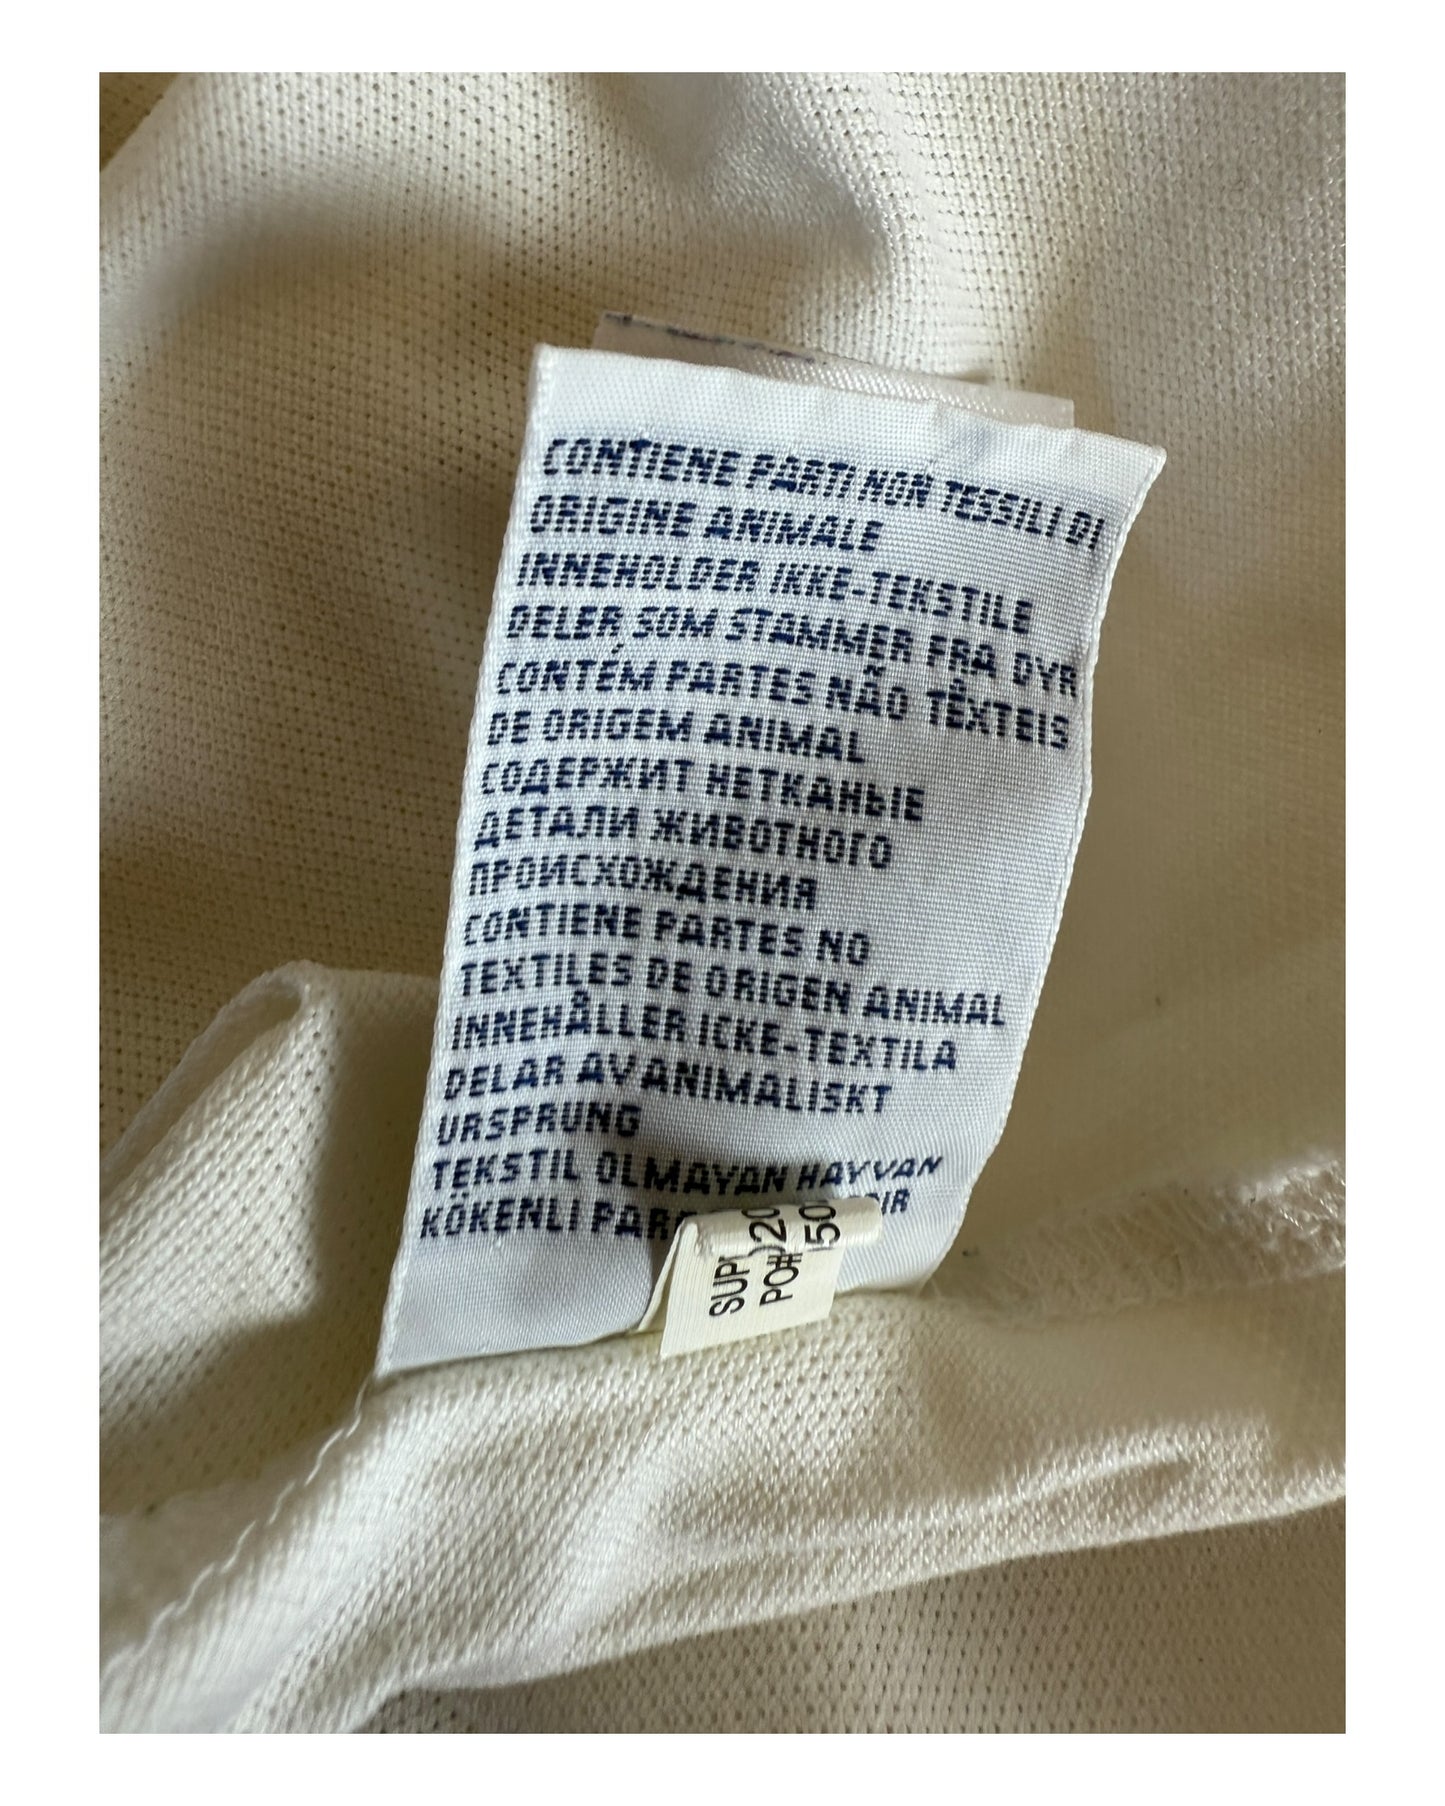 CONTIENE PARTI NON TESSILI DI
ORIGINE ANIMALE
INNEHOLDER IKKE-TEKSTILE
DELER SOM STAMMER FRA DYR
CONTÉM PARTES NÃO TÊXTEIS
DE ORIGEM ANIMAL
СОДЕРЖИТ НЕТКАНЫЕ
ДЕТАЛИ ЖИВОТНОГО
ПРОИСХОЖДЕНИЯ
CONTIENE PARTES NO
TEXTILES DE ORIGEN ANIMAL
INNEHÅLLER ICKE-TEXTILA
DELAR AV ANIMALISKT
URSPRUNG
TEKSTIL OLMAYAN HAYVAN
KÖKENLI
PO#